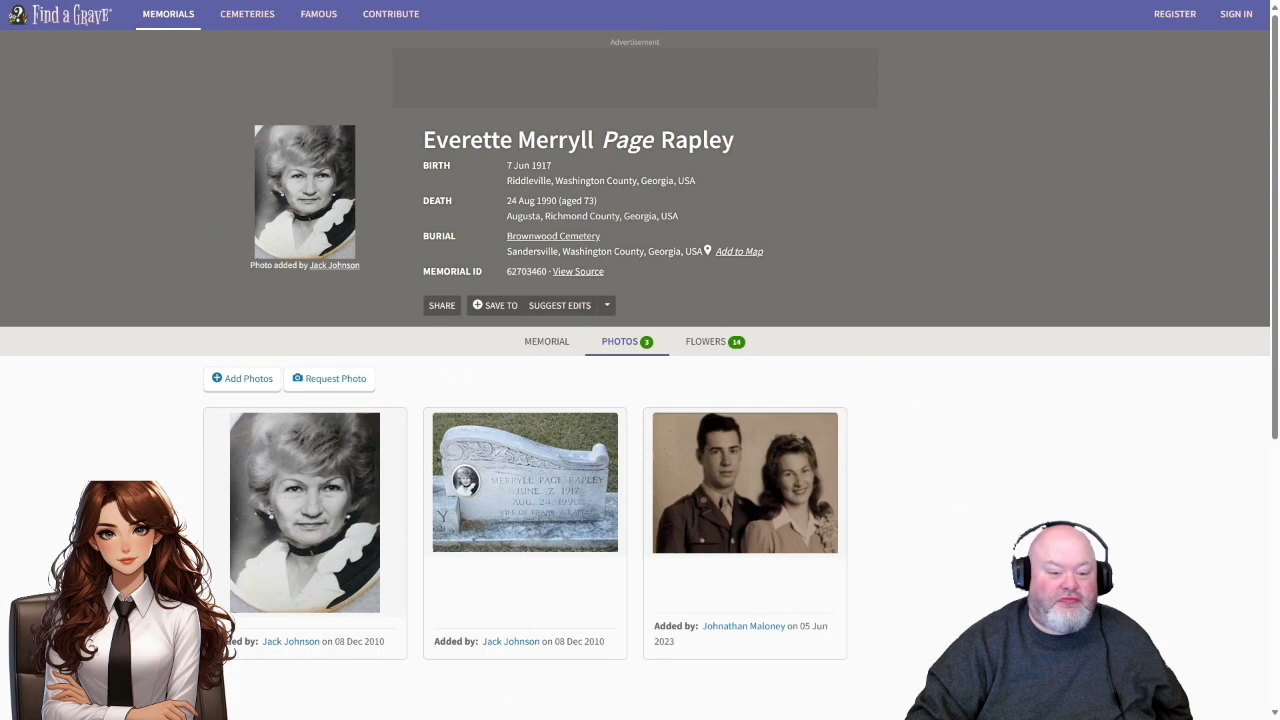 Find a Grave®
MEMORIALS
CEMETERIES
FAMOUS
CONTRIBUTE
REGISTER
SIGN IN
Advertisement
Everette Merryll Page Rapley
BIRTH
7 Jun 1917
Riddleville, Washington County, Georgia, USA
DEATH
24 Aug 1990 (aged 73)
Augusta, Richmond County, Georgia, USA
BURIAL
Brownwood Cemetery
Sandersville, Washington County, Georgia, USA Add to Map
MEMORIAL ID
62703460 · View Source
Photo added by Jack Johnson
SHARE
SAVE TO
SUGGEST EDITS
MEMORIAL
PHOTOS 3
FLOWERS 14
Add Photos
Request Photo
MERRYLL PAGE RAPLEY
JUNE 7, 1917
AUG. 24, 1990
WIFE OF FRANK A. RAPLEY
Y
ed by: Jack Johnson on 08 Dec 2010
Added by: Jack Johnson on 08 Dec 2010
Added by: Johnathan Maloney on 05 Jun
2023